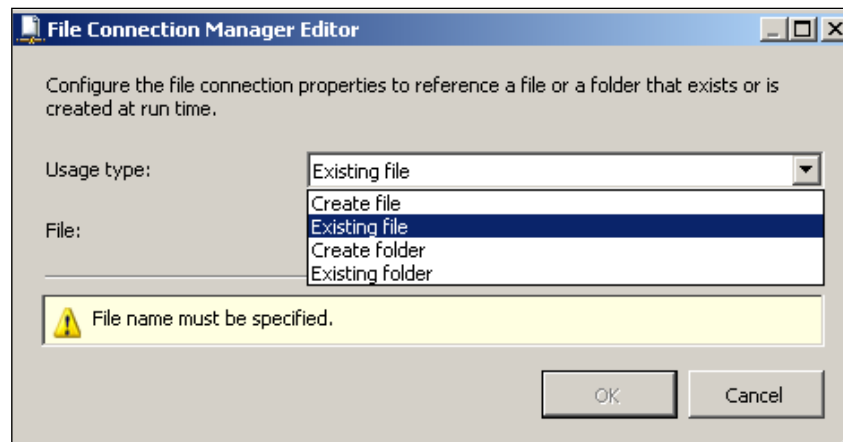 File Connection Manager Editor
Configure the file connection properties to reference a file or a folder that exists or is
created at run time.
Usage type:
Existing file
Create file
Existing file
Create folder
Existing folder
File:
File name must be specified.
OK
Cancel